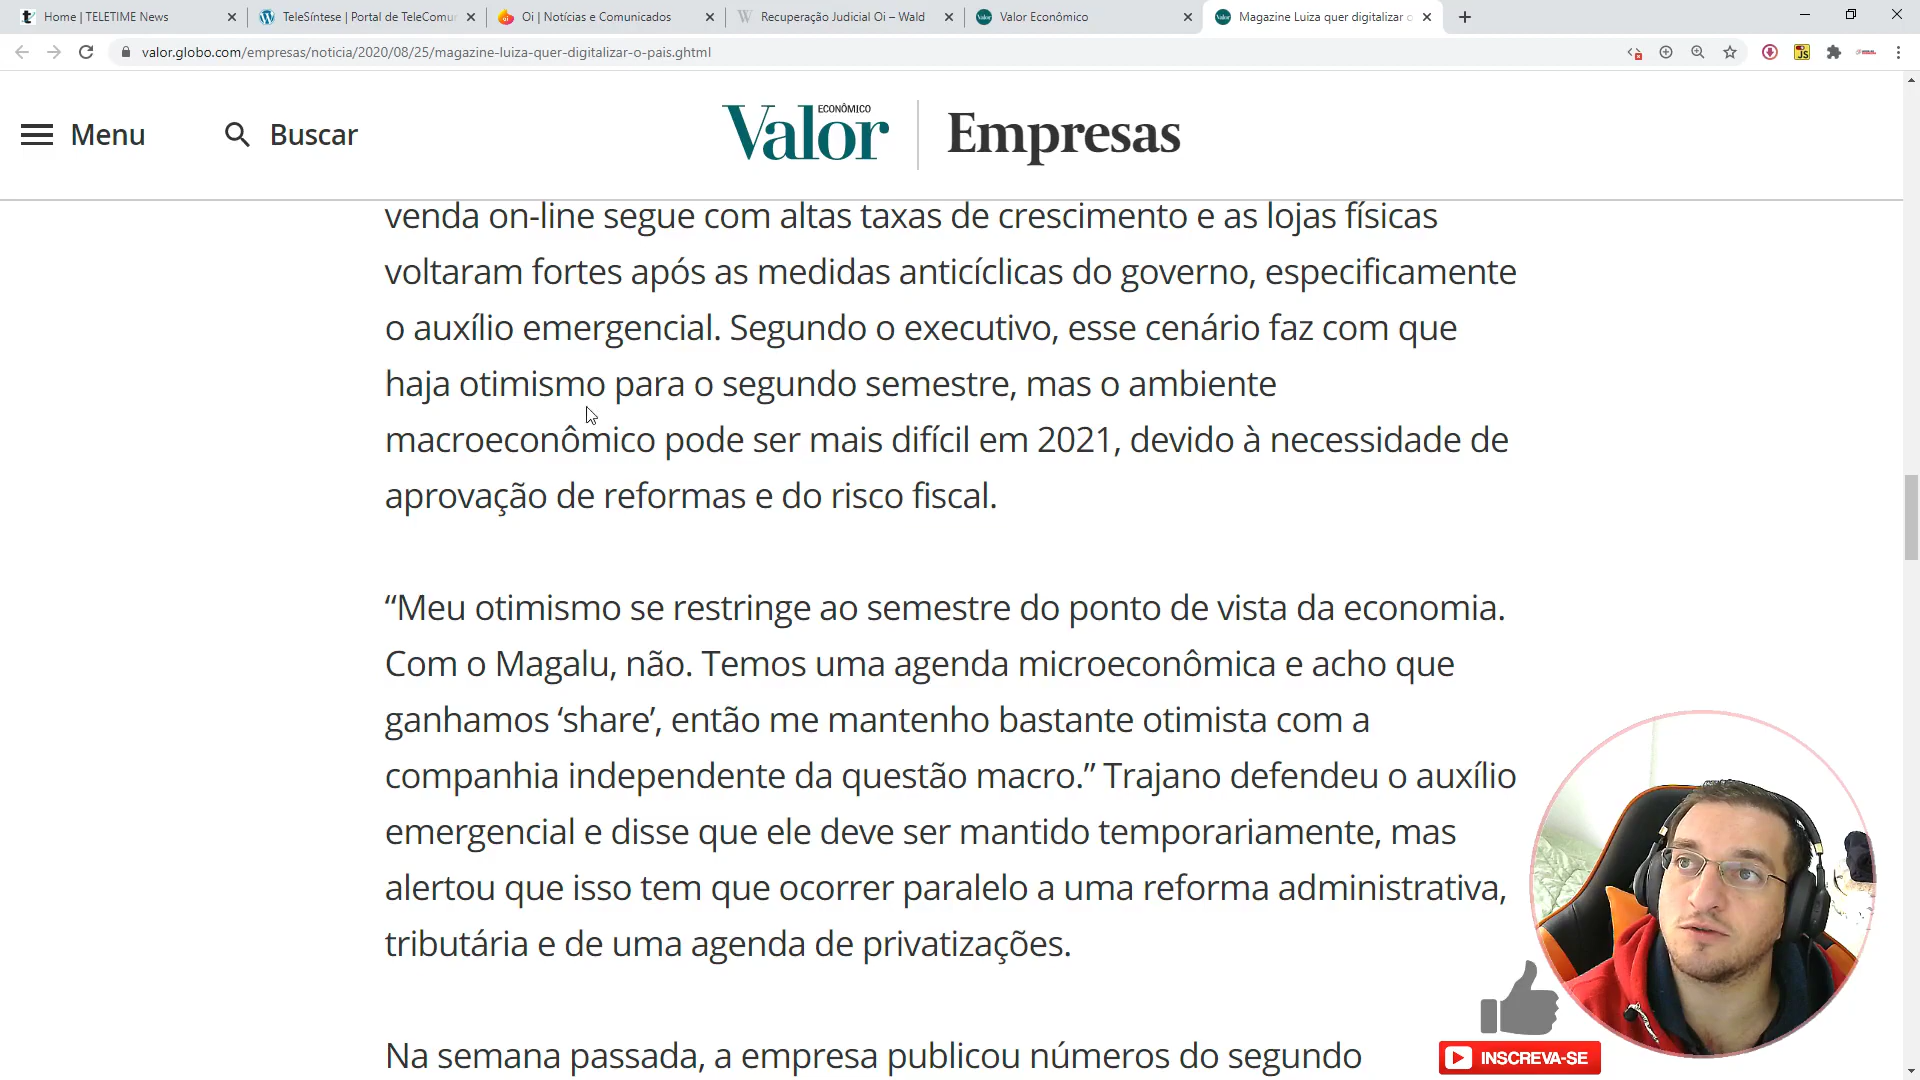 Home | TELETIME News
TeleSíntese | Portal de TeleComu
Oi | Notícias e Comunicados
Recuperação Judicial Oi – Wald
Valor Econômico
Magazine Luiza quer digitalizar o
valor.globo.com/empresas/noticia/2020/08/25/magazine-luiza-quer-digitalizar-o-pais.ghtml
JS
Menu
Buscar
Valor ECONÔMICO
Empresas
venda on-line segue com altas taxas de crescimento e as lojas físicas
voltaram fortes após as medidas anticíclicas do governo, especificamente
o auxílio emergencial. Segundo o executivo, esse cenário faz com que
haja otimismo para o segundo semestre, mas o ambiente
macroeconômico pode ser mais difícil em 2021, devido à necessidade de
aprovação de reformas e do risco fiscal.
“Meu otimismo se restringe ao semestre do ponto de vista da economia.
Com o Magalu, não. Temos uma agenda microeconômica e acho que
ganhamos ‘share’, então me mantenho bastante otimista com a
companhia independente da questão macro.” Trajano defendeu o auxílio
emergencial e disse que ele deve ser mantido temporariamente, mas
alertou que isso tem que ocorrer paralelo a uma reforma administrativa,
tributária e de uma agenda de privatizações.
Na semana passada, a empresa publicou números do segundo
INSCREVA-SE